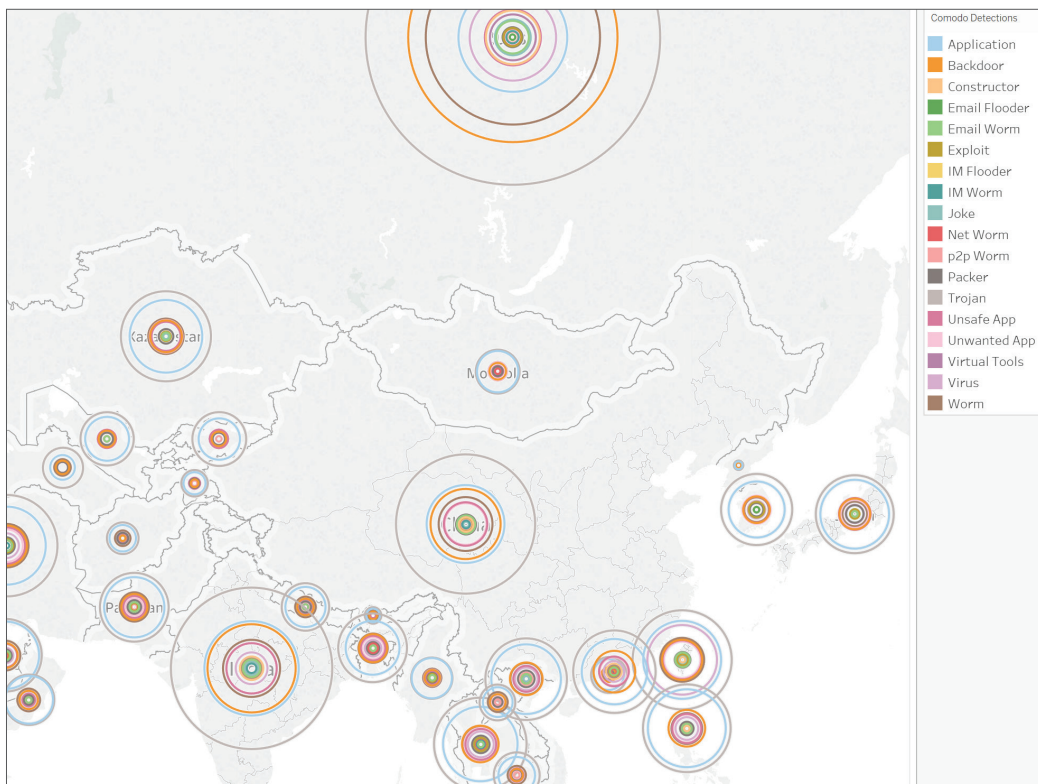 Comodo Detections
Application
Backdoor
Constructor
Email Flooder
Email Worm
Exploit
IM Flooder
IM Worm
Joke
Net Worm
p2p Worm
Packer
Trojan
Unsafe App
Unwanted App
Virtual Tools
Virus
Worm